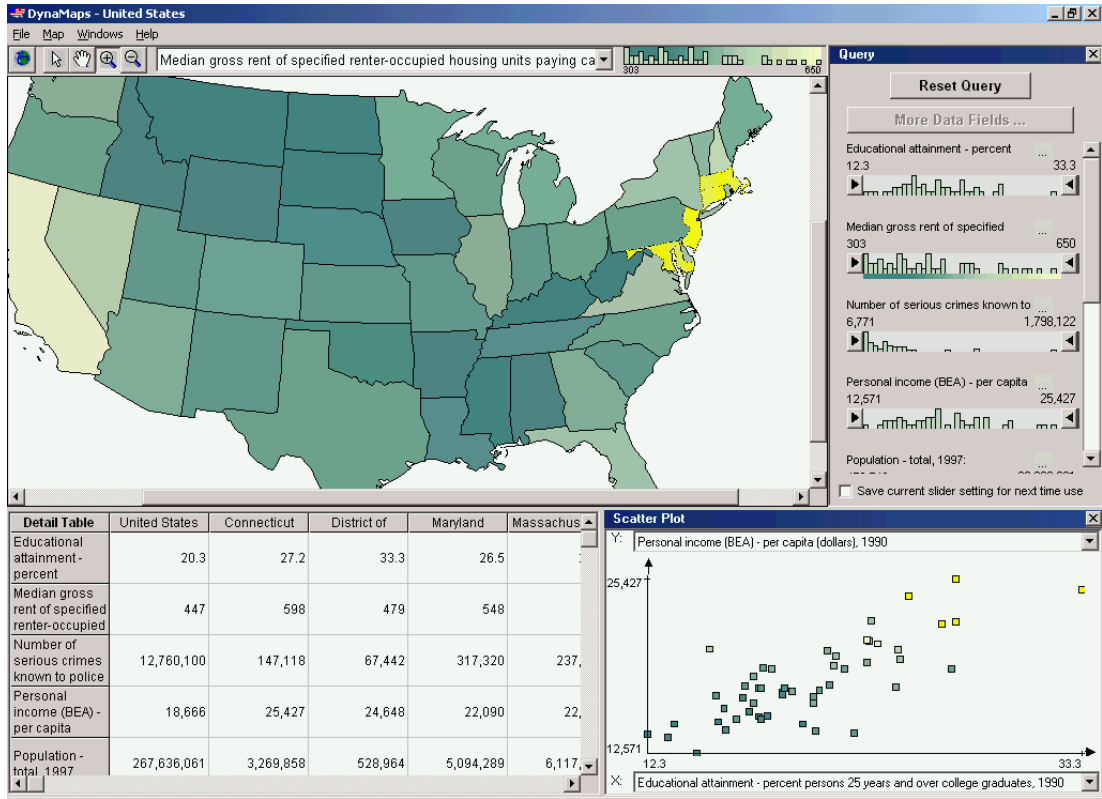 DynaMaps - United States
File Map Windows Help
Median gross rent of specified renter-occupied housing units paying ca
303 650
Query
Reset Query
More Data Fields ...
Educational attainment - percent ...
12.3 33.3
Median gross rent of specified ...
303 650
Number of serious crimes known to ...
6,771 1,798,122
Personal income (BEA) - per capita ...
12,571 25,427
Population - total, 1997: ...
Save current slider setting for next time use
Detail Table United States Connecticut District of Maryland Massachus
Educational
attainment -
percent
20.3 27.2 33.3 26.5
Median gross
rent of specified
renter-occupied
447 598 479 548
Number of
serious crimes
known to police
12,760,100 147,118 67,442 317,320 237,
Personal
income (BEA) -
per capita
18,666 25,427 24,648 22,090 22,
Population -
total, 1997
267,636,061 3,269,858 528,964 5,094,289 6,117,
Scatter Plot
Y: Personal income (BEA) - per capita (dollars), 1990
25,427
12,571
12.3 33.3
X: Educational attainment - percent persons 25 years and over college graduates, 1990